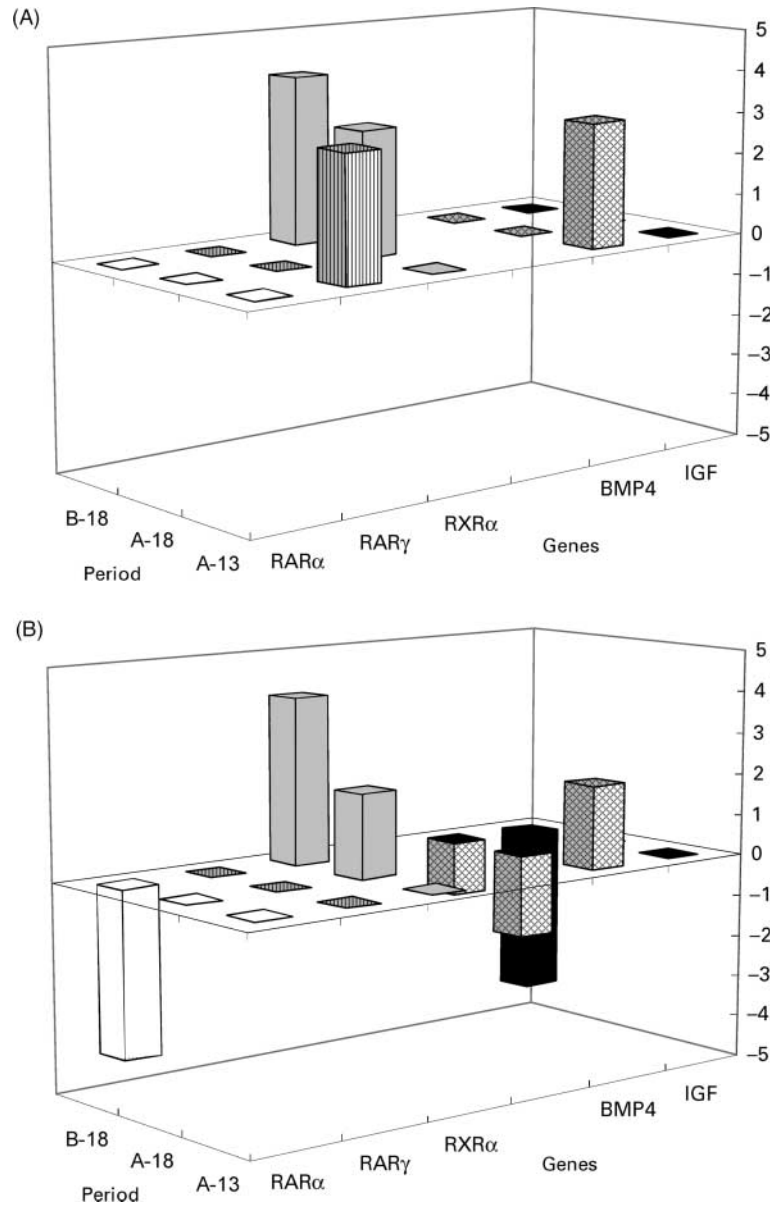 (A)
5
4
3
2
1
0
–1
–2
–3
–4
–5
B-18
A-18
A-13
Period
RARα
RARγ
RXRα
BMP4
IGF
Genes
(B)
5
4
3
2
1
0
–1
–2
–3
–4
–5
B-18
A-18
A-13
Period
RARα
RARγ
RXRα
BMP4
IGF
Genes